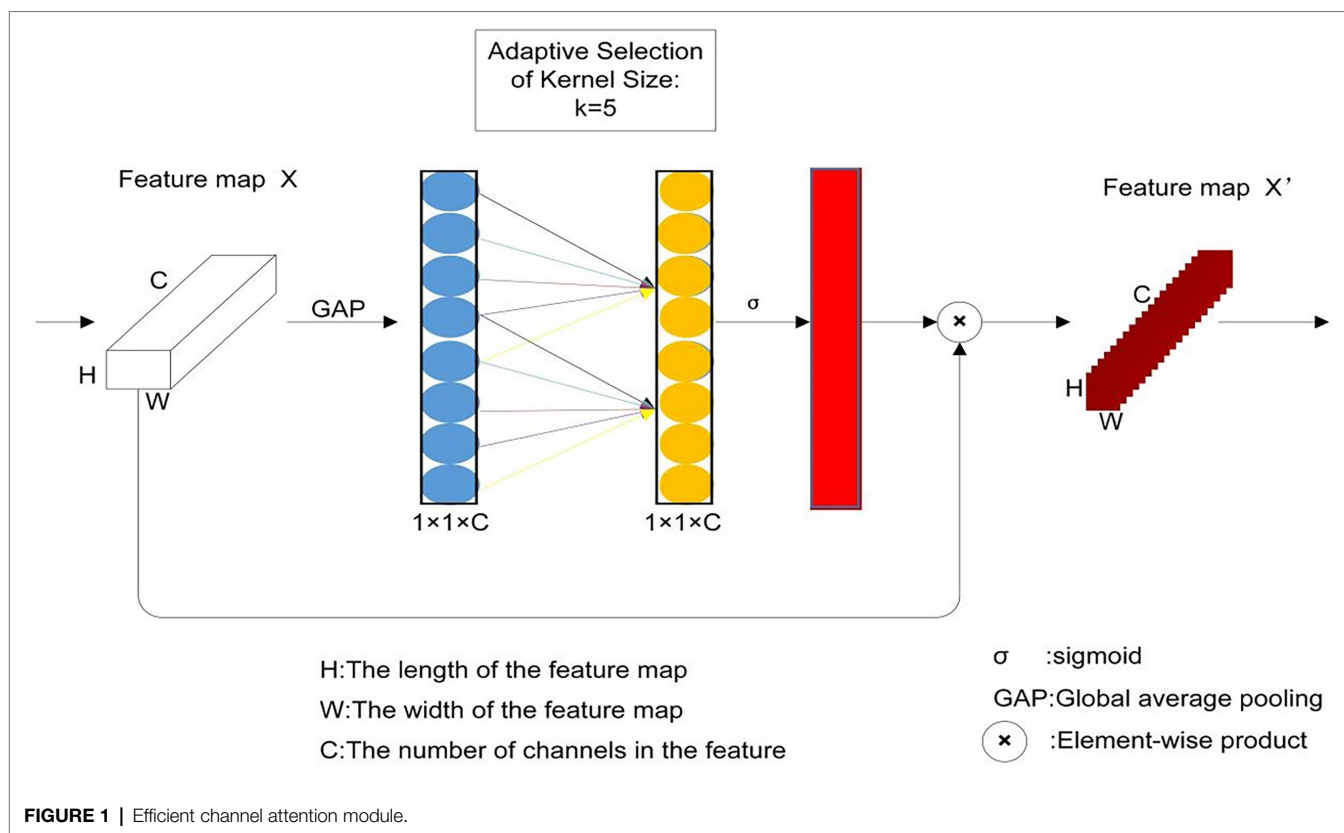 Adaptive Selection
of Kernel Size:
k=5
Feature map X
Feature map X’
C
H
W
GAP
σ
×
C
H
W
1×1×C
1×1×C
H:The length of the feature map
W:The width of the feature map
C:The number of channels in the feature
σ :sigmoid
GAP:Global average pooling
× :Element-wise product
FIGURE 1 | Efficient channel attention module.